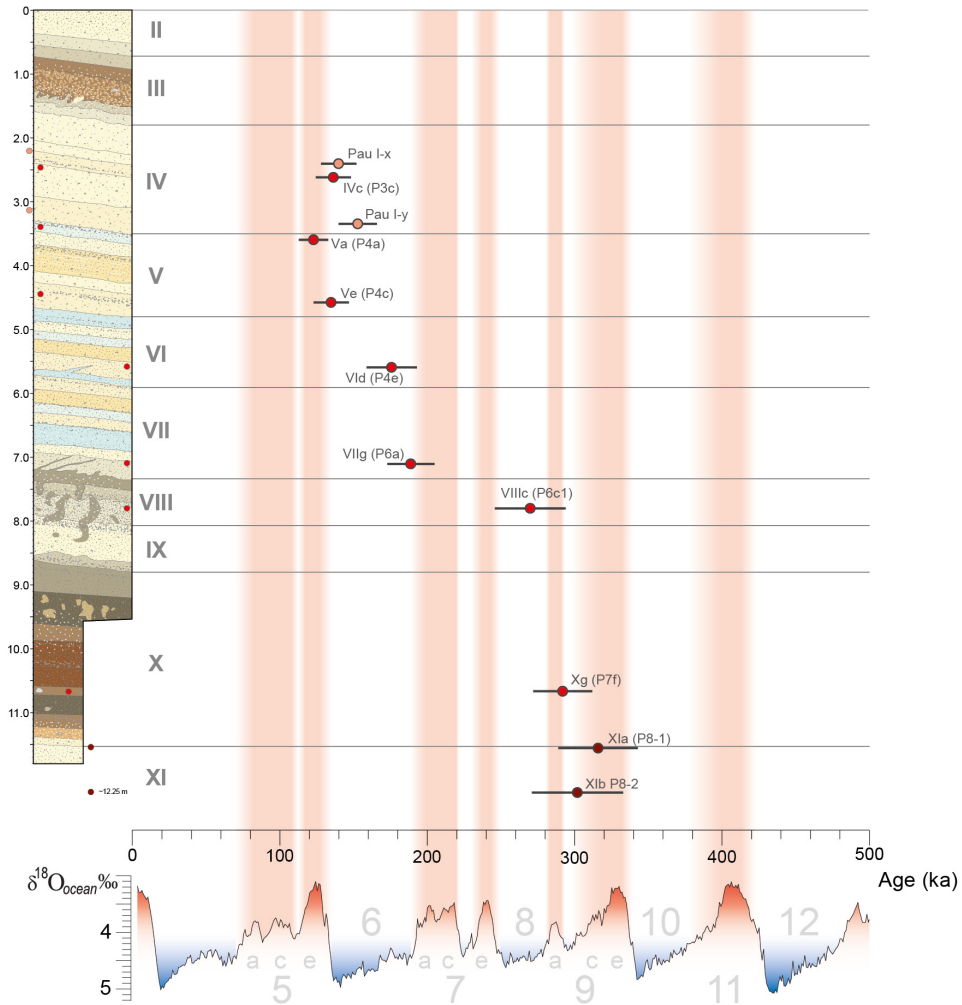 0
1.0
2.0
3.0
4.0
5.0
6.0
7.0
8.0
9.0
10.0
11.0
II
III
IV
V
VI
VII
VIII
IX
X
XI
Pau I-x
IVc (P3c)
Pau I-y
Va (P4a)
Ve (P4c)
VId (P4e)
VIIg (P6a)
VIIIc (P6c1)
Xg (P7f)
XIa (P8-1)
XIb P8-2
~12.25 m
0 100 200 300 400 500
Age (ka)
δ18Oocean‰
4
5
6 8 10 12
a c e a c e a c e
5 7 9 11